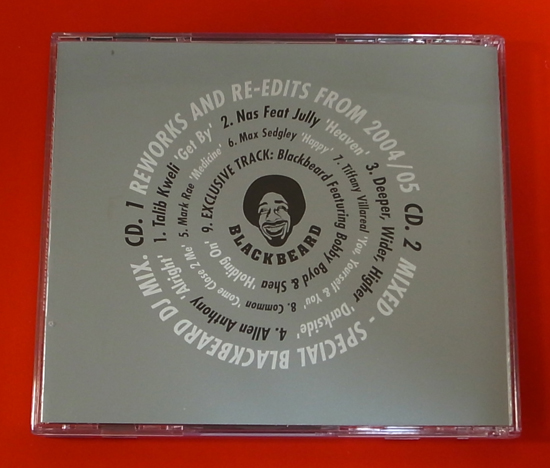 CD. 1 REWORKS AND RE-EDITS FROM 2004/05 CD. 2 MIXED - SPECIAL BLACKBEARD DJ MIX.
1. Talib Kweli 'Get By' 2. Nas Feat Jully 'Heaven' 3. Deeper, Wider, Higher 'Darkside' 4. Allen Anthony 'Alright'
5. Mark Rae 'Medicine' 6. Max Sedgley 'Happy' 7. Tiffany Villareal 'You, Yourself & You' 8. Common 'Come Close 2 Me'
9. EXCLUSIVE TRACK: Blackbeard Featuring Bobby Boyd & Shea 'Holding On'
BLACKBEARD